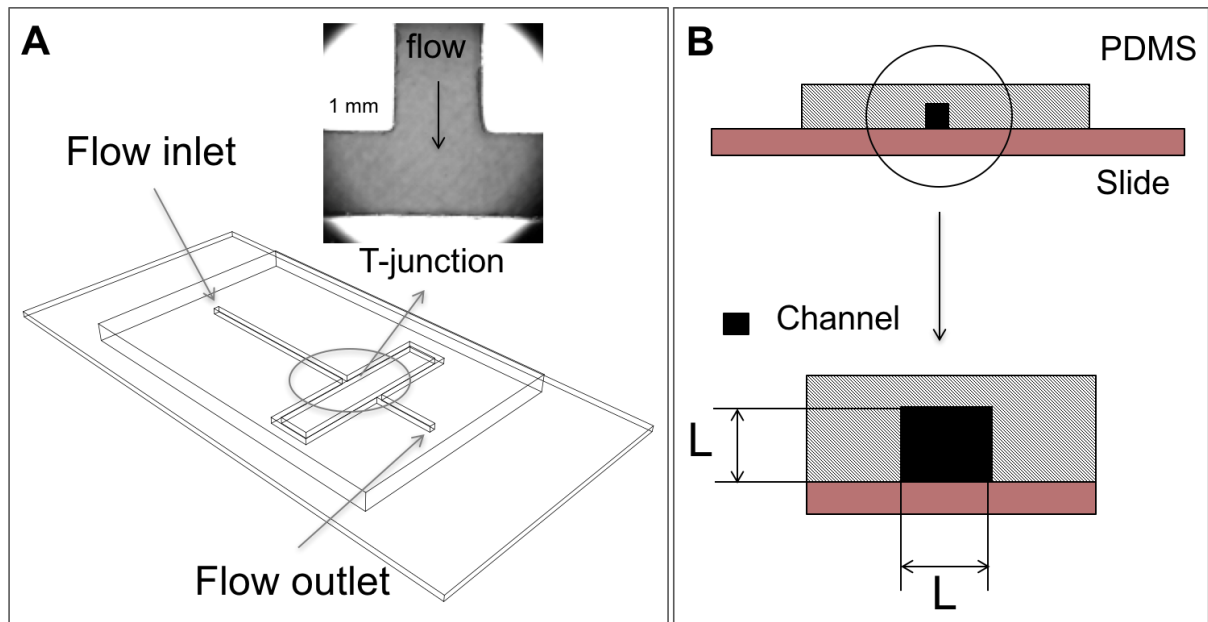 A
flow
1 mm
Flow inlet
T-junction
Flow outlet
B
PDMS
Slide
Channel
L
L